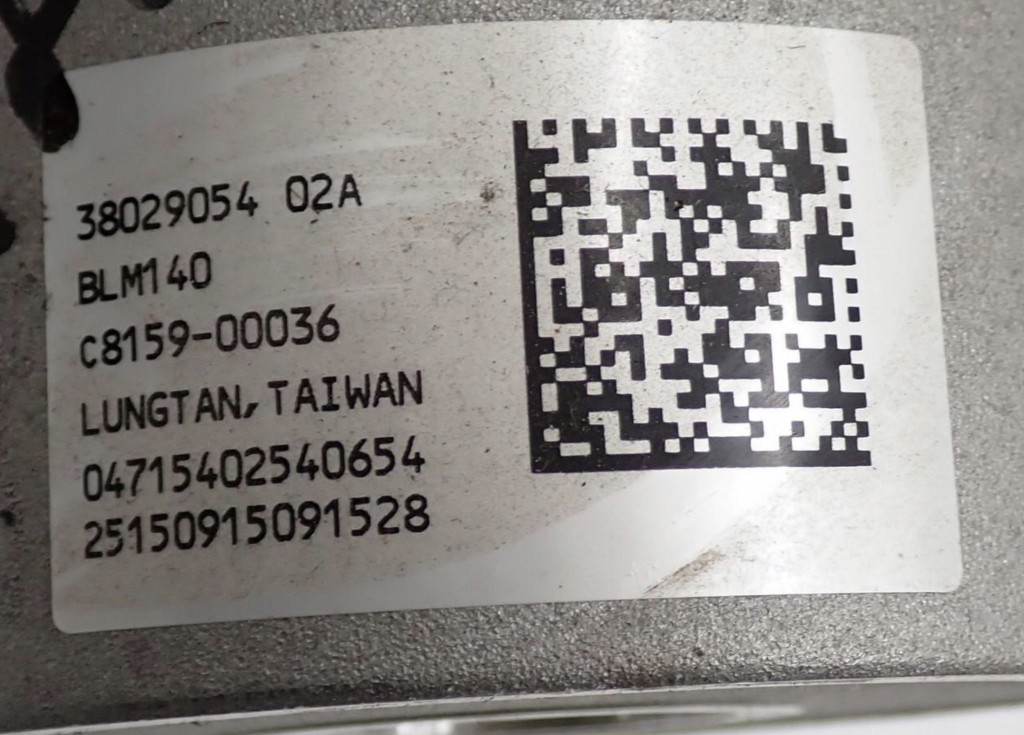 38029054 02A
BLM140
C8159-00036
LUNGTAN, TAIWAN
04715402540654
25150915091528